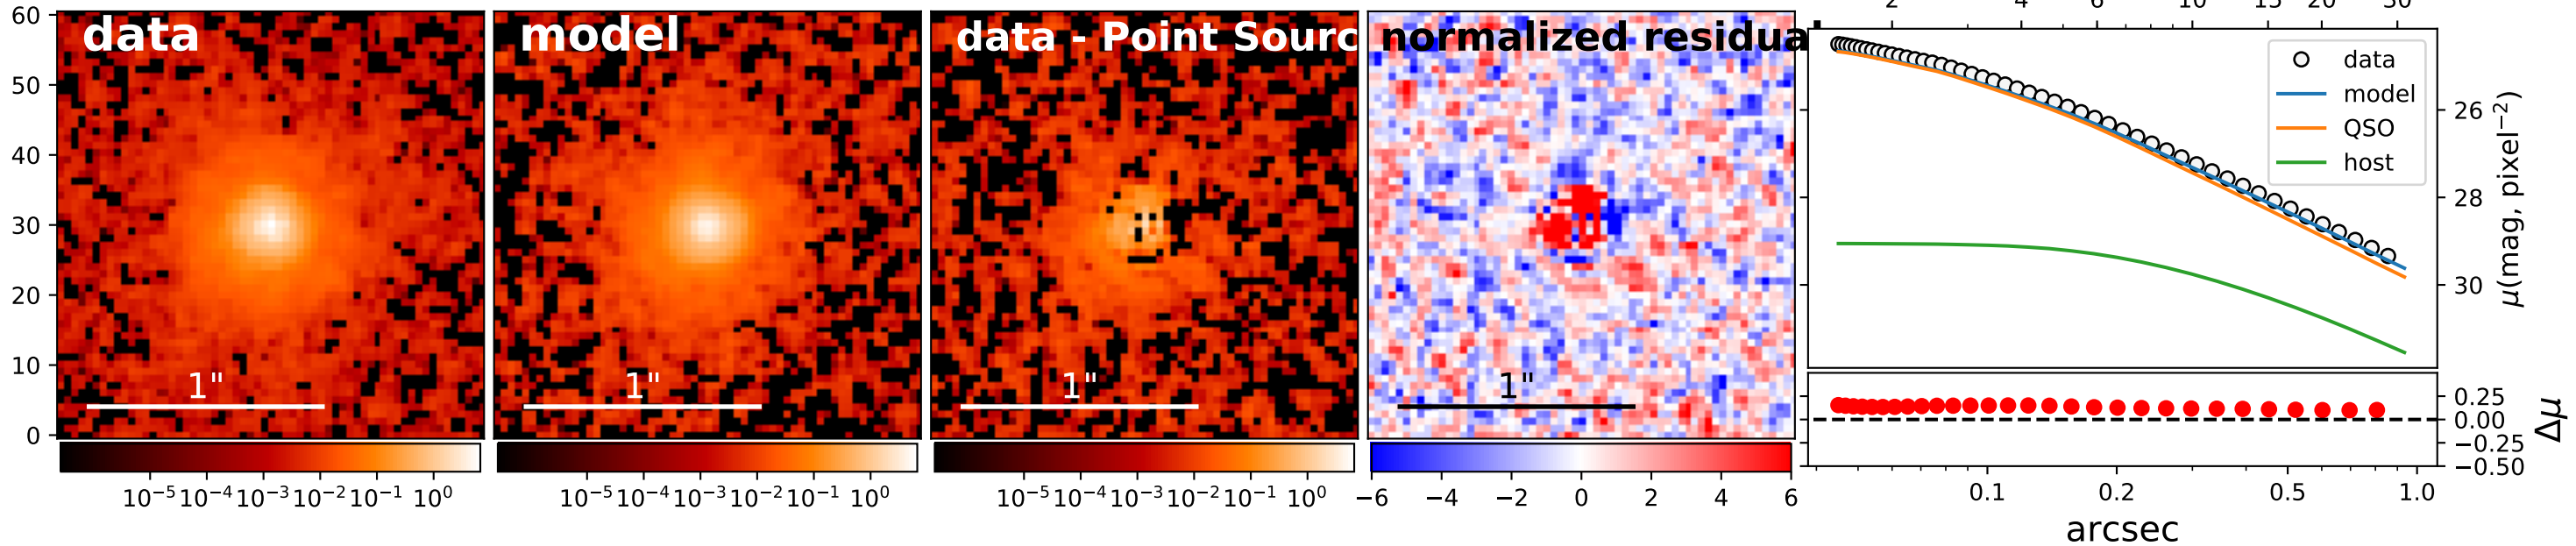 data
model
data - Point Sourc
normalized residua
60
50
40
30
20
10
0
1"
1"
1"
1"
10⁻⁵ 10⁻⁴ 10⁻³ 10⁻² 10⁻¹ 10⁰
10⁻⁵ 10⁻⁴ 10⁻³ 10⁻² 10⁻¹ 10⁰
10⁻⁵ 10⁻⁴ 10⁻³ 10⁻² 10⁻¹ 10⁰
−6 −4 −2 0 2 4 6
2 4 6 10 15 20 30
data
model
QSO
host
26
28
30
μ(mag, pixel⁻²)
0.25
0.00
−0.25
−0.50
Δμ
0.1 0.2 0.5 1.0
arcsec